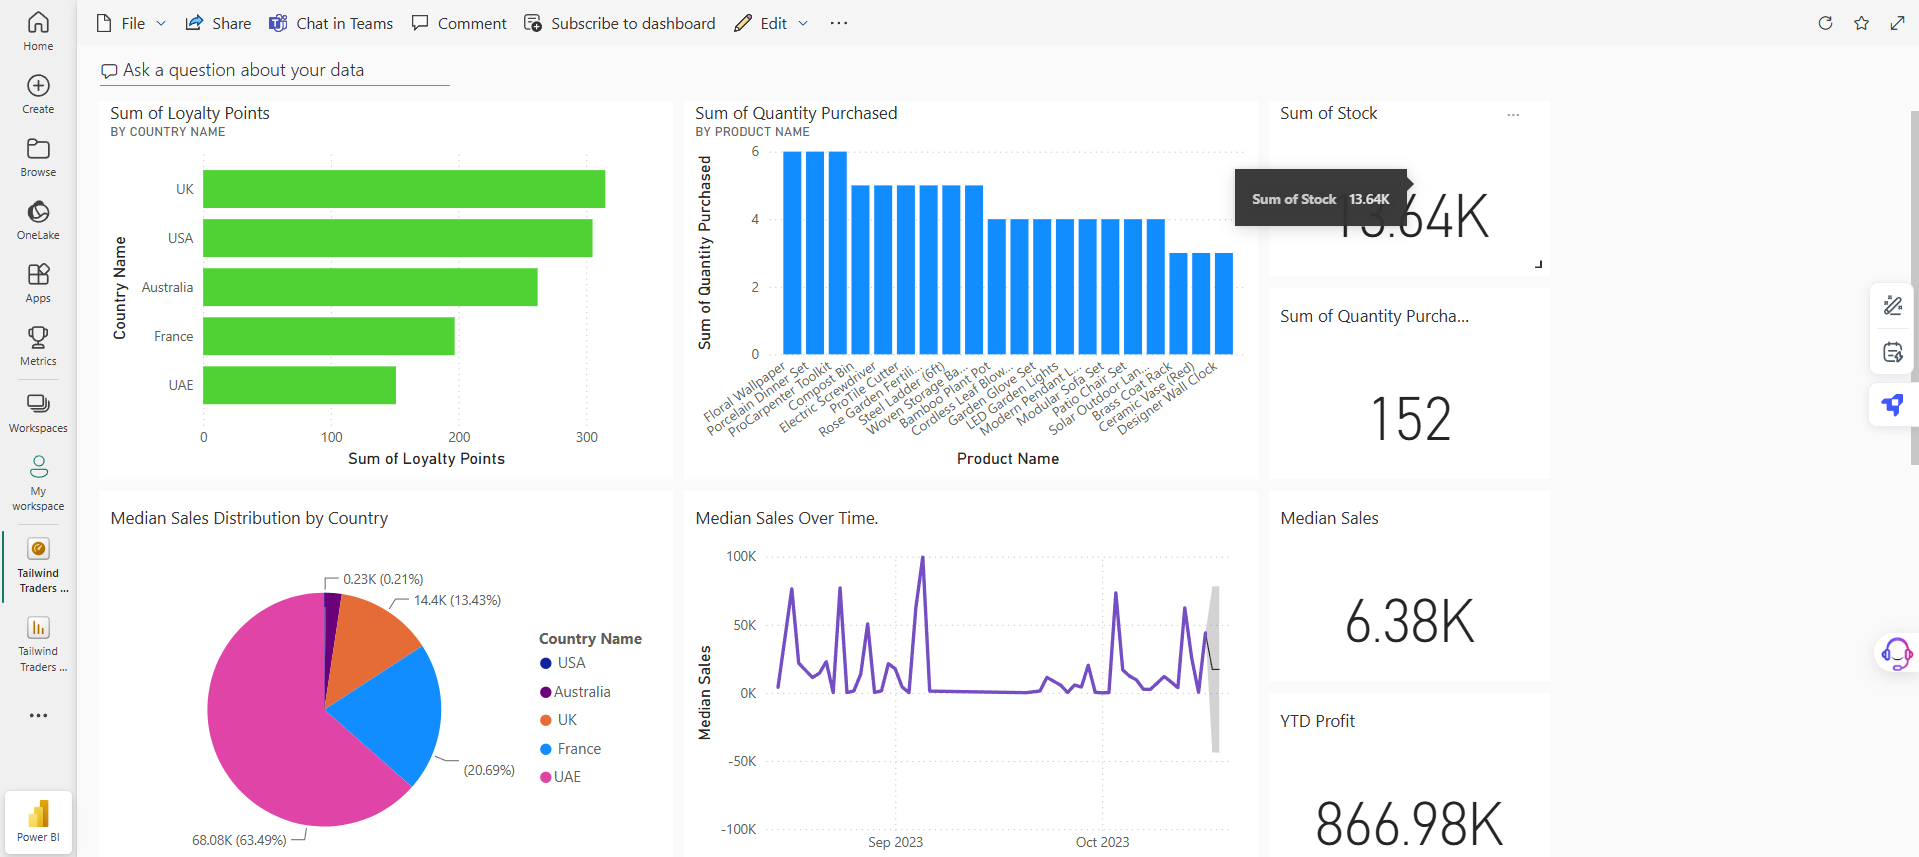 Home
Create
Browse
OneLake
Apps
Metrics
Workspaces
My
workspace
Tailwind
Traders ...
Tailwind
Traders ...
Power BI
File
Share
Chat in Teams
Comment
Subscribe to dashboard
Edit
Ask a question about your data
Sum of Loyalty Points
BY COUNTRY NAME
Country Name
UK
USA
Australia
France
UAE
0 100 200 300
Sum of Loyalty Points
Sum of Quantity Purchased
BY PRODUCT NAME
Sum of Quantity Purchased
6
4
2
0
Floral Wallpaper
Porcelain Dinner Set
ProCarpenter Toolkit
Compost Bin
Electric Screwdriver
ProTile Cutter
Rose Garden Fertili...
Steel Ladder (6ft)
Woven Storage Ba...
Bamboo Plant Pot
Cordless Leaf Blow...
Garden Glove Set
LED Garden Lights
Modern Pendant L...
Modular Sofa Set
Patio Chair Set
Solar Outdoor Lan...
Brass Coat Rack
Ceramic Vase (Red)
Designer Wall Clock
Product Name
Sum of Stock
Sum of Stock 13.64K
13.64K
Sum of Quantity Purcha...
152
Median Sales Distribution by Country
0.23K (0.21%)
14.4K (13.43%)
(20.69%)
68.08K (63.49%)
Country Name
USA
Australia
UK
France
UAE
Median Sales Over Time.
Median Sales
100K
50K
0K
-50K
-100K
Sep 2023 Oct 2023
Median Sales
6.38K
YTD Profit
866.98K